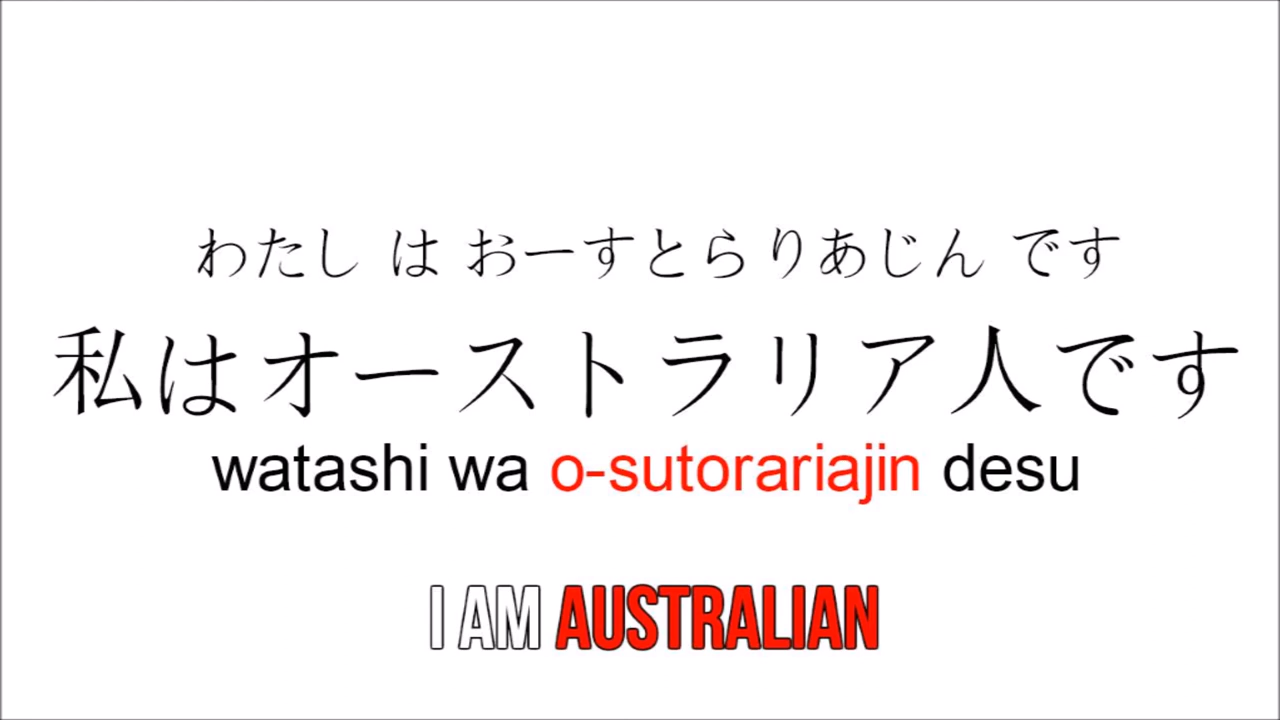 わたし は おーすとらりあじん です
私はオーストラリア人です
watashi wa o-sutorariajin desu
I AM AUSTRALIAN